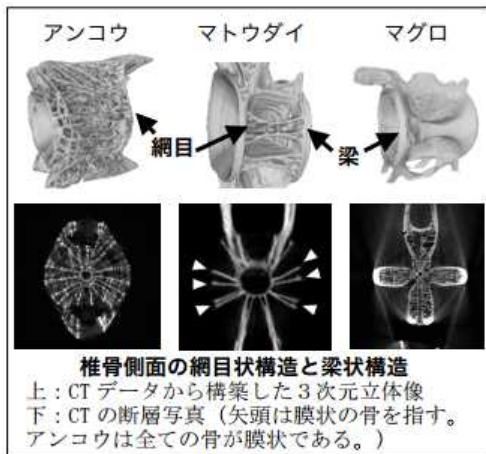 アンコウ マトウダイ マグロ
網目 梁
椎骨側面の網目状構造と梁状構造
上：CTデータから構築した３次元立体像
下：CTの断層写真（矢頭は膜状の骨を指す。
アンコウは全ての骨が膜状である。）